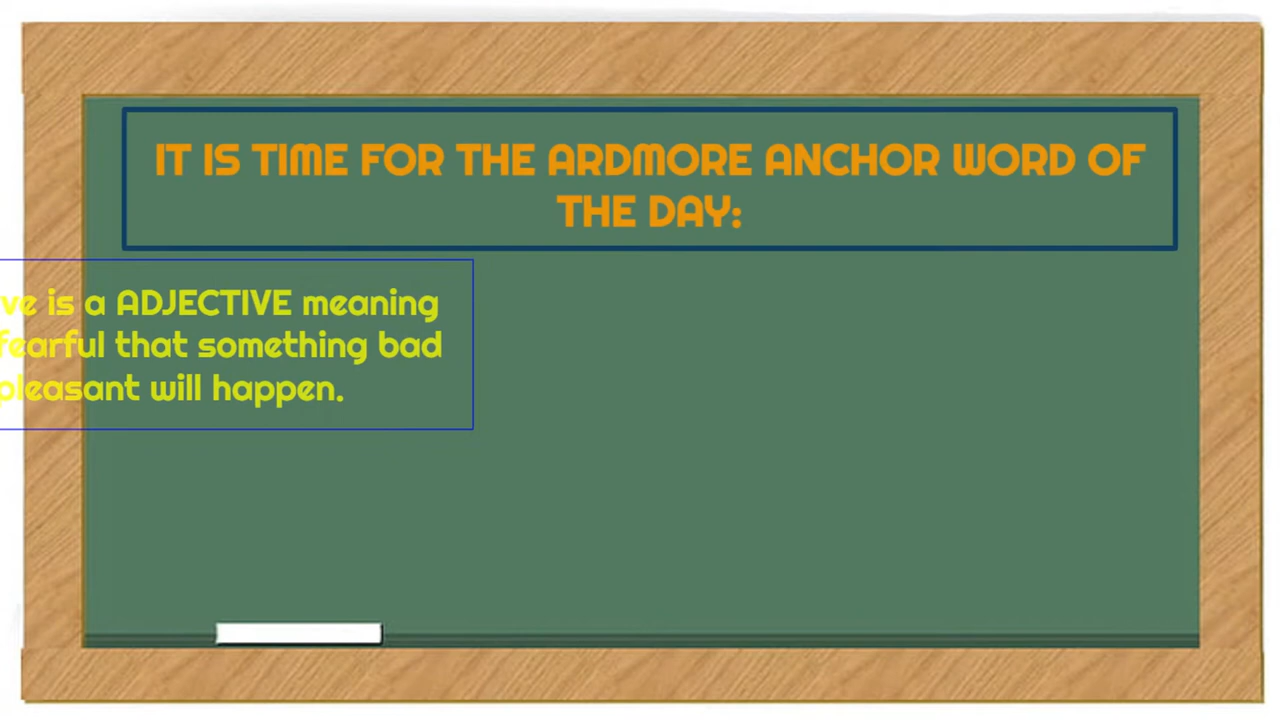 IT IS TIME FOR THE ARDMORE ANCHOR WORD OF
THE DAY:
ve is a ADJECTIVE meaning
fearful that something bad
pleasant will happen.